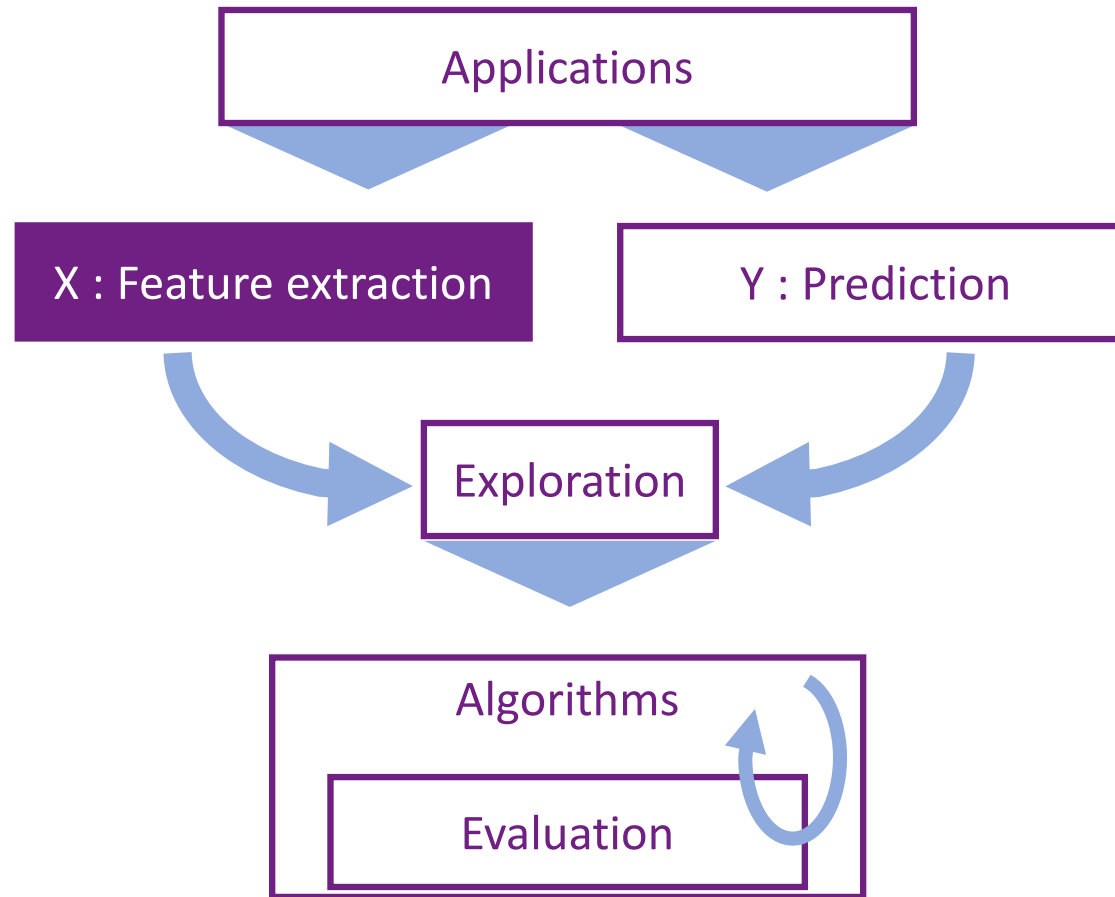 Applications
X : Feature extraction
Y : Prediction
Exploration
Algorithms
Evaluation